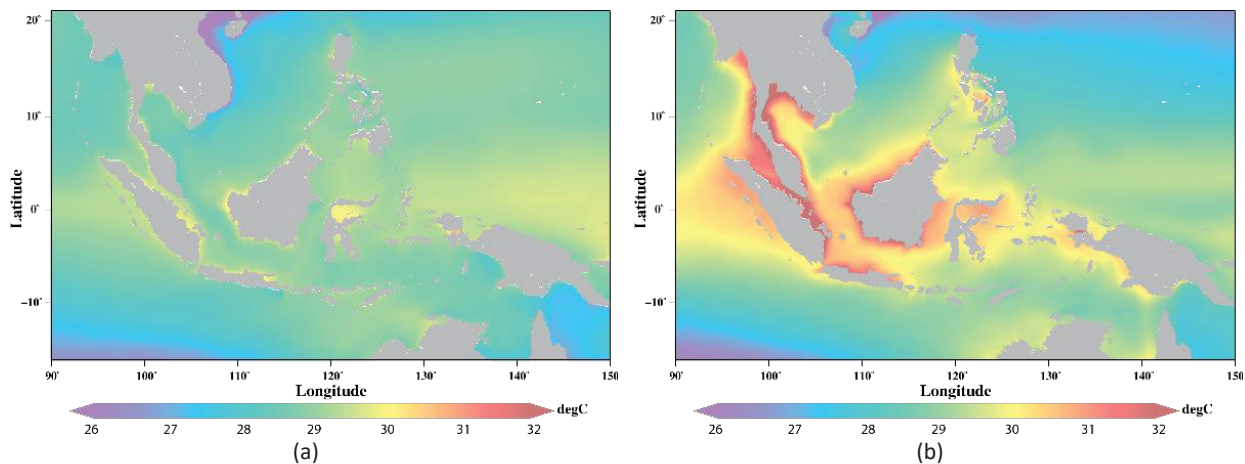 20˚
10˚
0˚
−10˚
Latitude
90˚ 100˚ 110˚ 120˚ 130˚ 140˚ 150
Longitude
degC
26 27 28 29 30 31 32
(a)
20˚
10˚
0˚
−10˚
Latitude
90˚ 100˚ 110˚ 120˚ 130˚ 140˚ 150˚
Longitude
degC
26 27 28 29 30 31 32
(b)